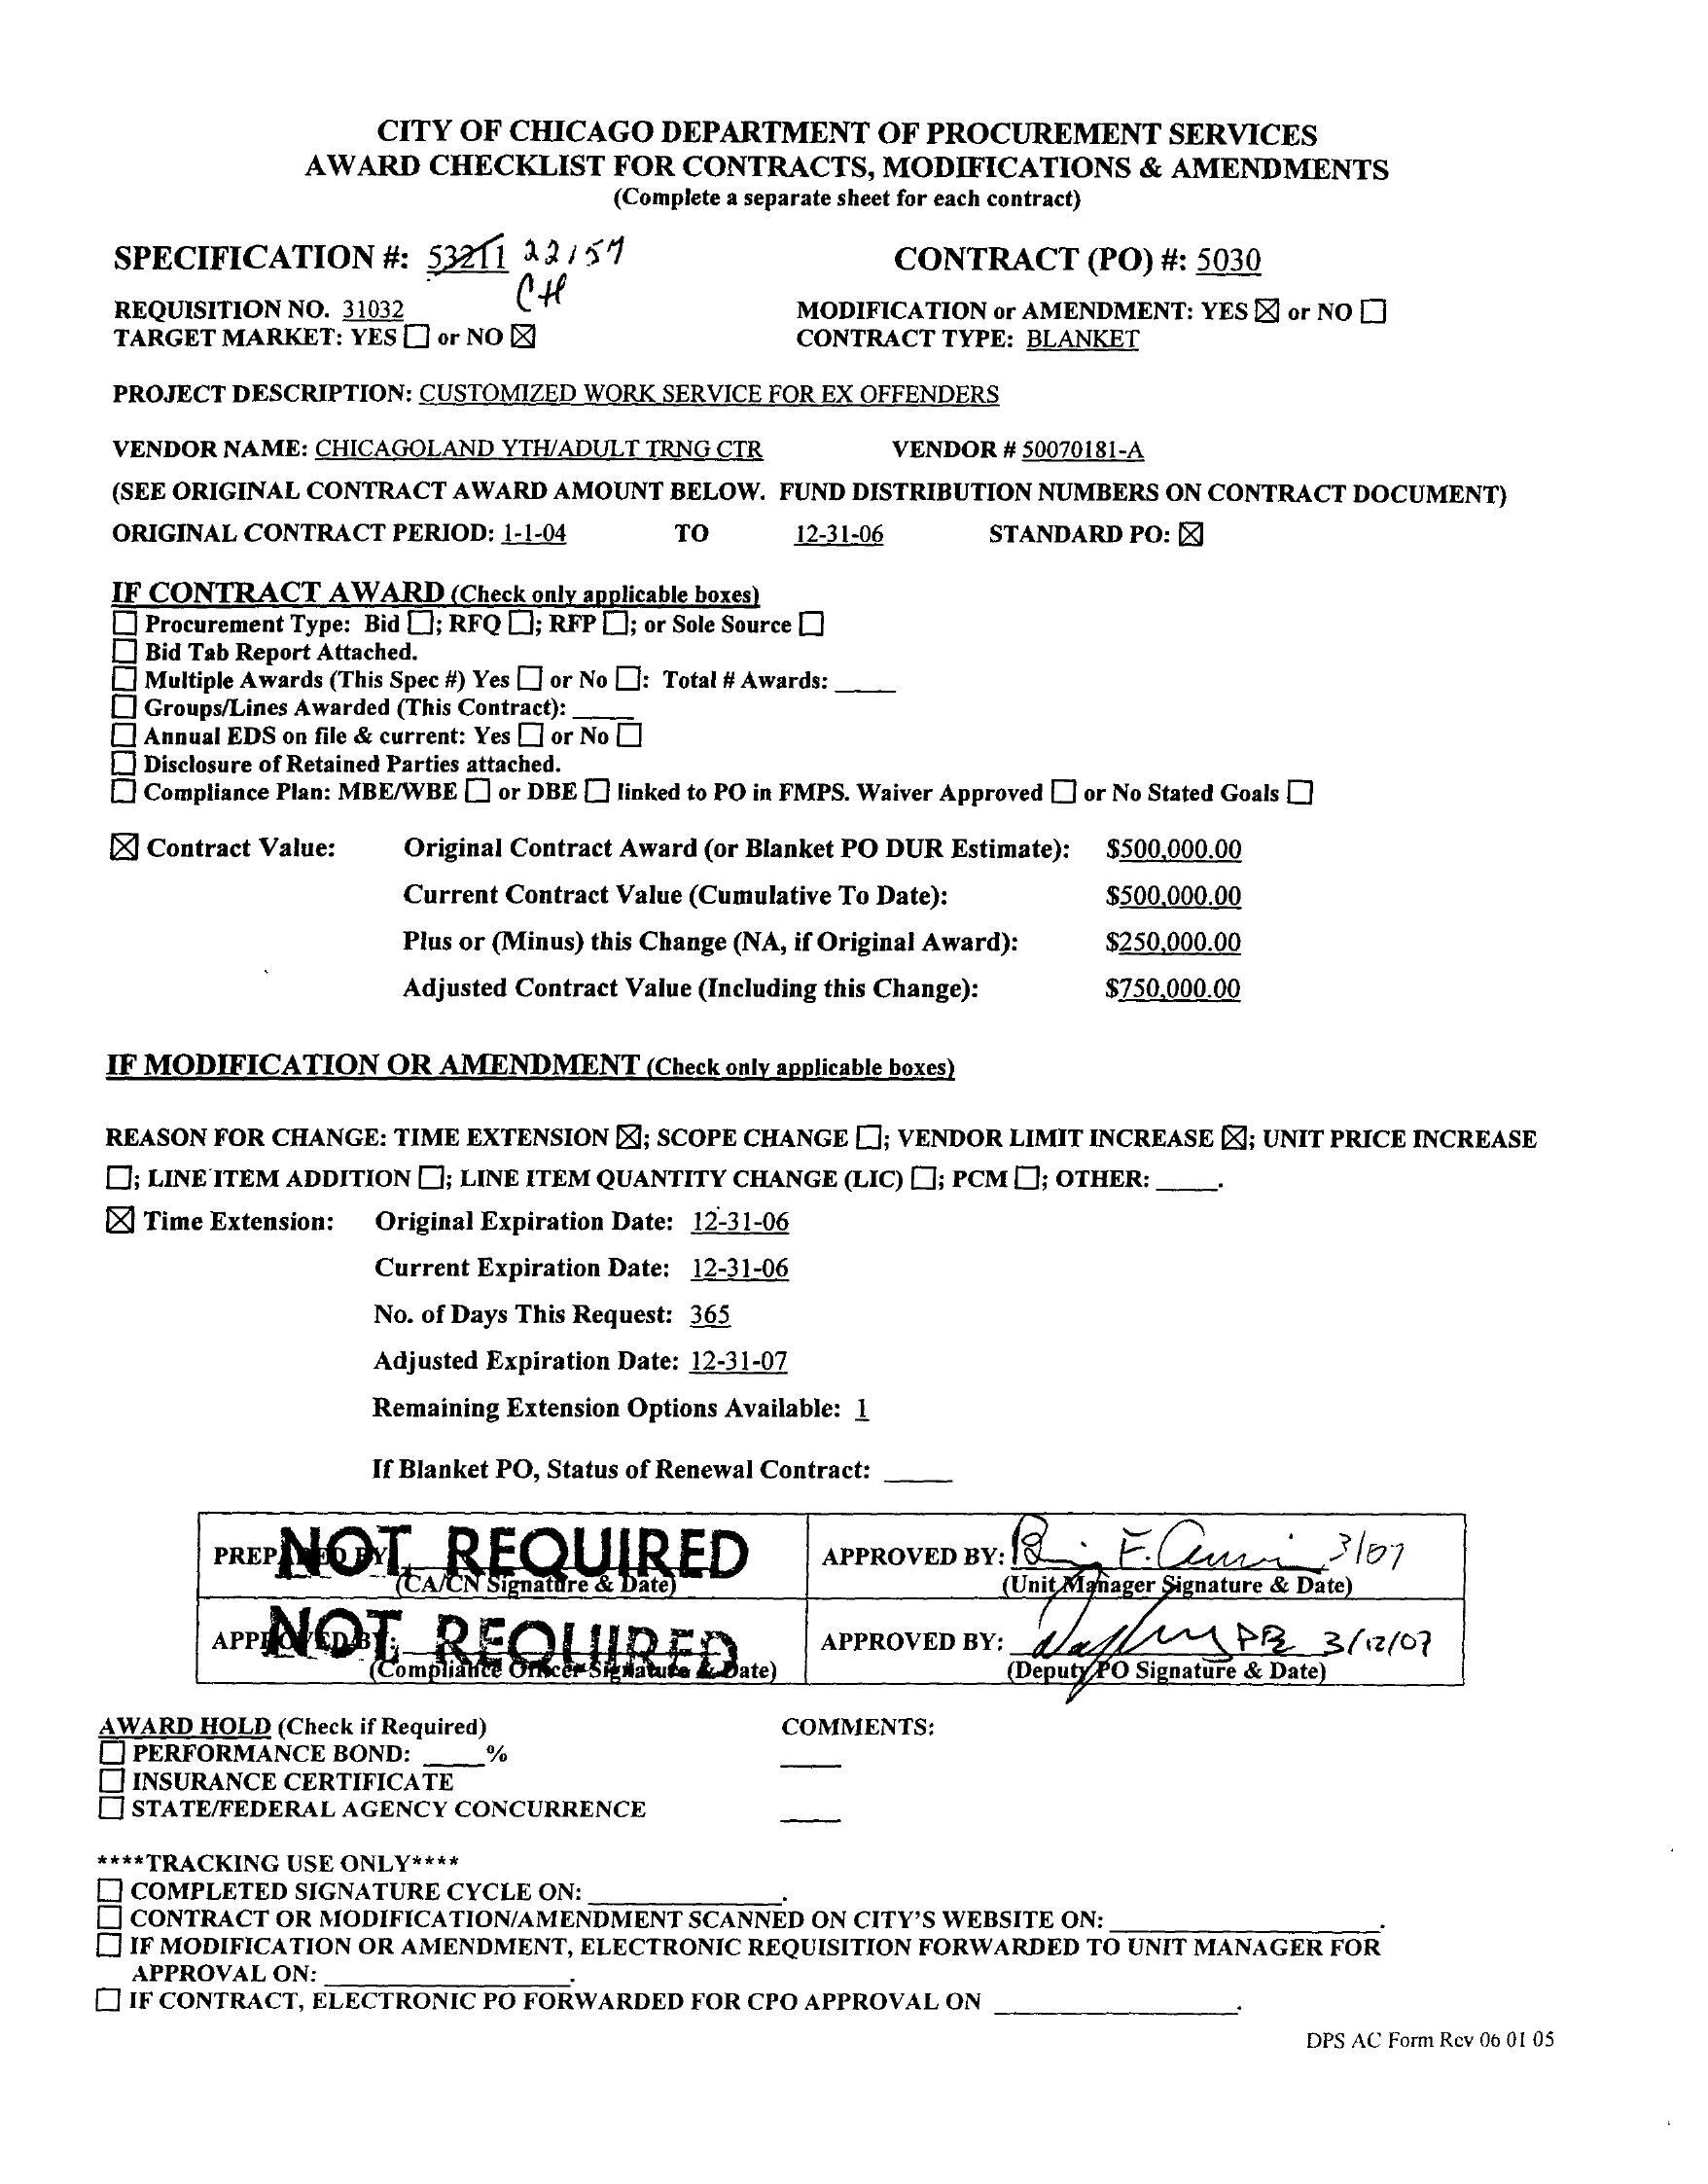 CITY OF CHICAGO DEPARTMENT OF PROCUREMENT SERVICES
AWARD CHECKLIST FOR CONTRACTS, MODIFICATIONS & AMENDMENTS
(Complete a separate sheet for each contract)
SPECIFICATION #: 53211 22157 CONTRACT (PO) #: 5030
CH
REQUISITION NO. 31032 MODIFICATION or AMENDMENT: YES ☒ or NO ☐
TARGET MARKET: YES ☐ or NO ☒ CONTRACT TYPE: BLANKET
PROJECT DESCRIPTION: CUSTOMIZED WORK SERVICE FOR EX OFFENDERS
VENDOR NAME: CHICAGOLAND YTH/ADULT TRNG CTR VENDOR # 50070181-A
(SEE ORIGINAL CONTRACT AWARD AMOUNT BELOW. FUND DISTRIBUTION NUMBERS ON CONTRACT DOCUMENT)
ORIGINAL CONTRACT PERIOD: 1-1-04 TO 12-31-06 STANDARD PO: ☒
IF CONTRACT AWARD (Check only applicable boxes)
☐ Procurement Type: Bid ☐; RFQ ☐; RFP ☐; or Sole Source ☐
☐ Bid Tab Report Attached.
☐ Multiple Awards (This Spec #) Yes ☐ or No ☐: Total # Awards: ____
☐ Groups/Lines Awarded (This Contract): ____
☐ Annual EDS on file & current: Yes ☐ or No ☐
☐ Disclosure of Retained Parties attached.
☐ Compliance Plan: MBE/WBE ☐ or DBE ☐ linked to PO in FMPS. Waiver Approved ☐ or No Stated Goals ☐
☒ Contract Value: Original Contract Award (or Blanket PO DUR Estimate): $500,000.00
Current Contract Value (Cumulative To Date): $500,000.00
Plus or (Minus) this Change (NA, if Original Award): $250,000.00
Adjusted Contract Value (Including this Change): $750,000.00
IF MODIFICATION OR AMENDMENT (Check only applicable boxes)
REASON FOR CHANGE: TIME EXTENSION ☒; SCOPE CHANGE ☐; VENDOR LIMIT INCREASE ☒; UNIT PRICE INCREASE
☐; LINE ITEM ADDITION ☐; LINE ITEM QUANTITY CHANGE (LIC) ☐; PCM ☐; OTHER: ____.
☒ Time Extension: Original Expiration Date: 12-31-06
Current Expiration Date: 12-31-06
No. of Days This Request: 365
Adjusted Expiration Date: 12-31-07
Remaining Extension Options Available: 1
If Blanket PO, Status of Renewal Contract: ____
PREPARED BY NOT REQUIRED APPROVED BY: 3/07
(CA/CN Signature & Date) (Unit Manager Signature & Date)
APPROVED BY: NOT REQUIRED APPROVED BY: 3/12/07
(Compliance Officer Signature & Date) (Deputy PO Signature & Date)
AWARD HOLD (Check if Required) COMMENTS:
☐ PERFORMANCE BOND: ____%
☐ INSURANCE CERTIFICATE
☐ STATE/FEDERAL AGENCY CONCURRENCE
****TRACKING USE ONLY****
☐ COMPLETED SIGNATURE CYCLE ON: ____.
☐ CONTRACT OR MODIFICATION/AMENDMENT SCANNED ON CITY'S WEBSITE ON: ____.
☐ IF MODIFICATION OR AMENDMENT, ELECTRONIC REQUISITION FORWARDED TO UNIT MANAGER FOR
APPROVAL ON: ____.
☐ IF CONTRACT, ELECTRONIC PO FORWARDED FOR CPO APPROVAL ON ____.
DPS AC Form Rev 06 01 05